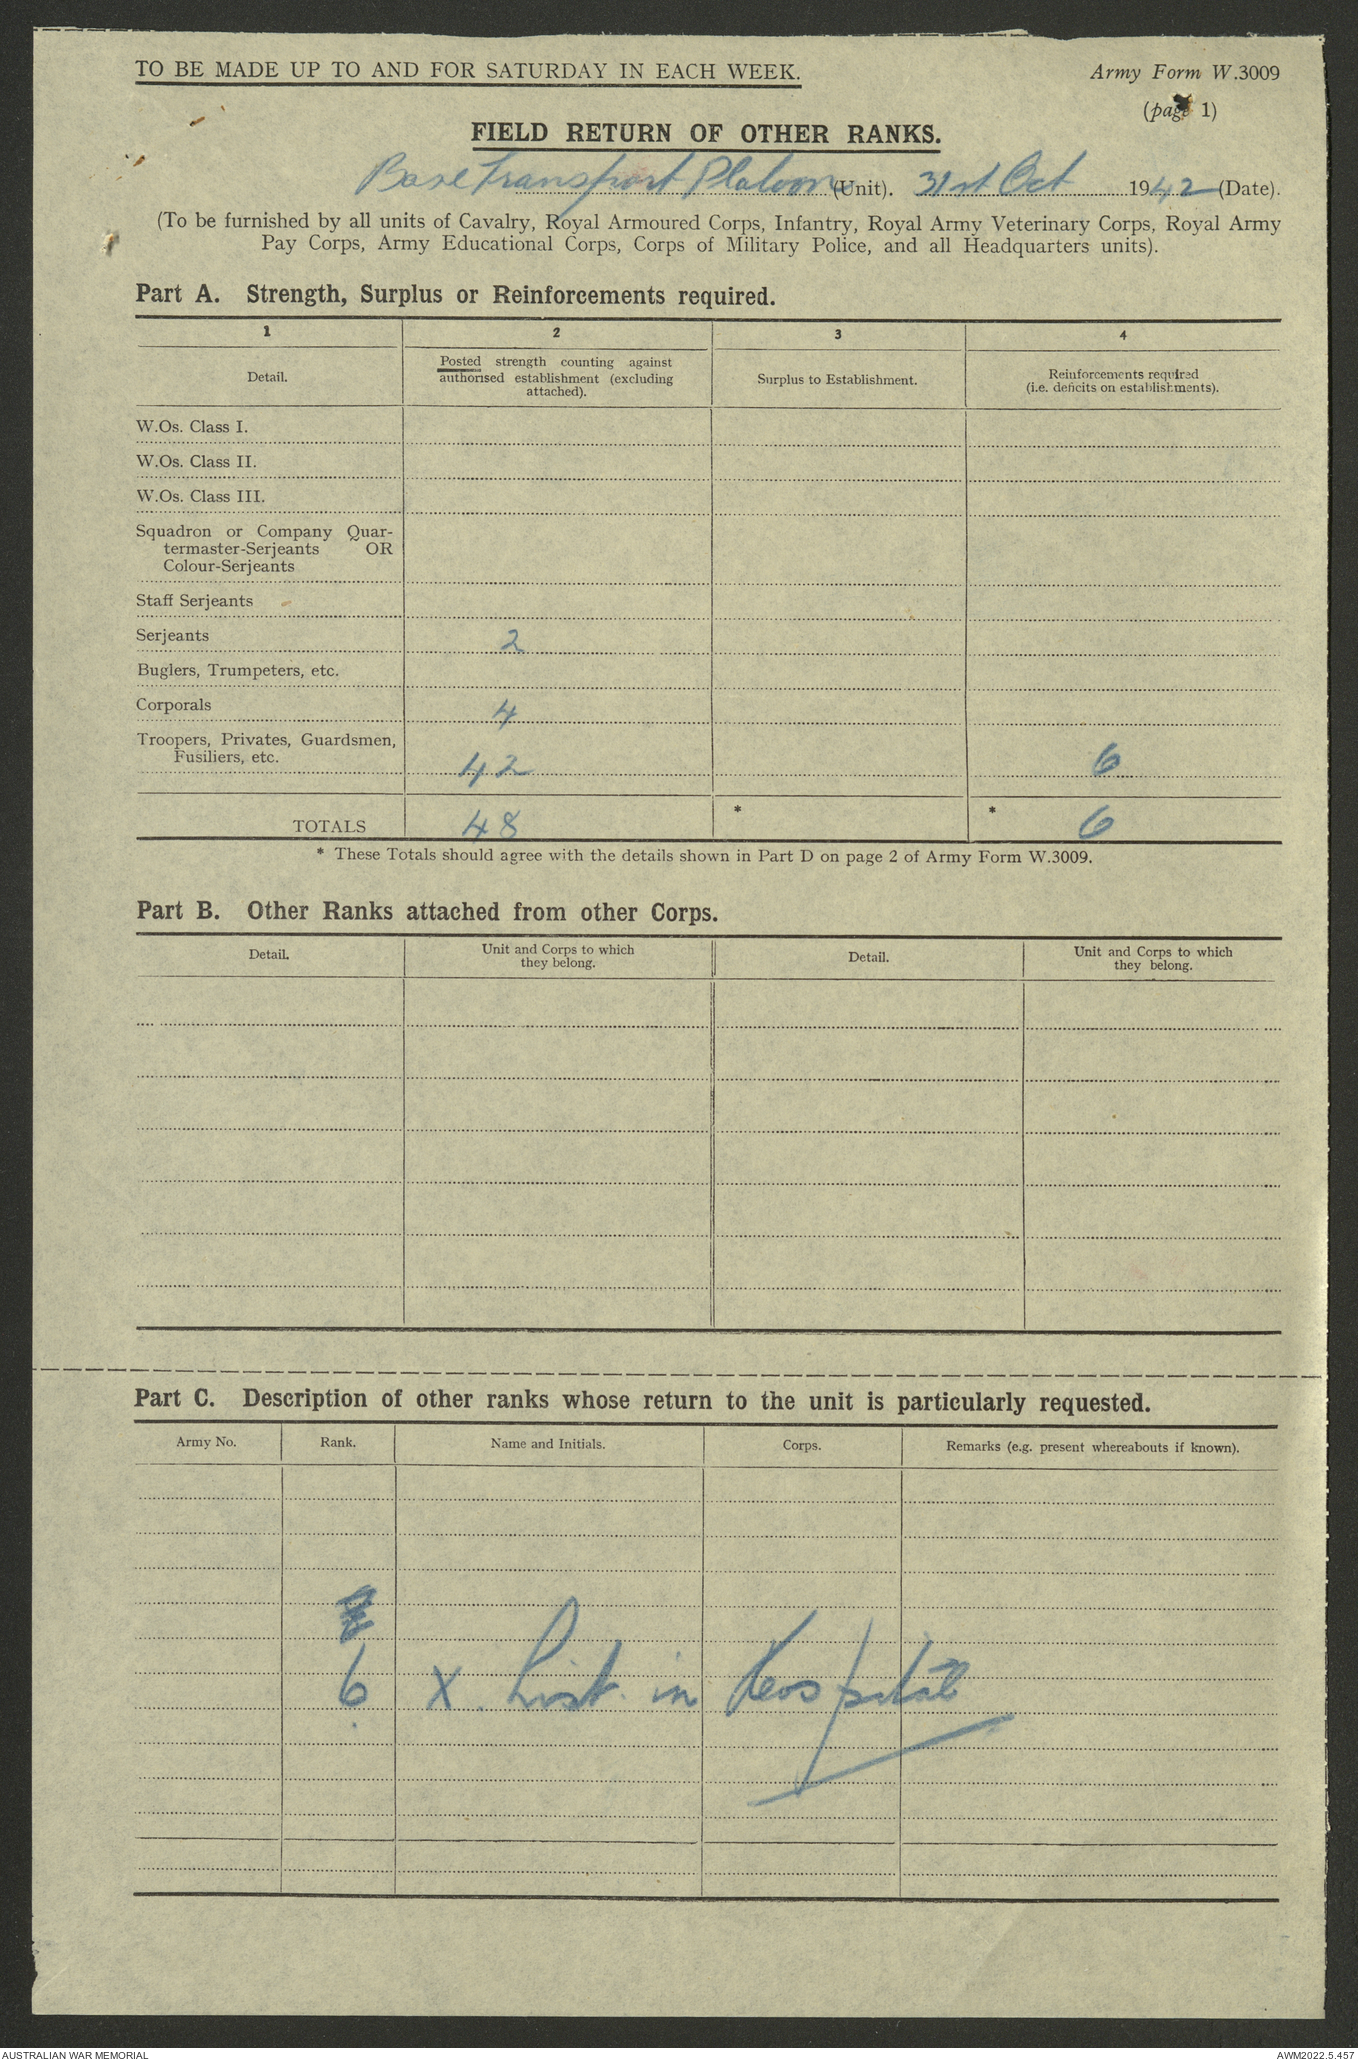 TO BE MADE UP TO AND FOR SATURDAY IN EACH WEEK.
Army Form W.3009
(page 1)
FIELD RETURN OF OTHER RANKS.
Base Transport Platoon (Unit). 31st Oct 1942 (Date).
(To be furnished by all units of Cavalry, Royal Armoured Corps, Infantry, Royal Army Veterinary Corps, Royal Army
Pay Corps, Army Educational Corps, Corps of Military Police, and all Headquarters units).
Part A. Strength, Surplus or Reinforcements required.
1 2 3 4
Detail.
Posted strength counting against
authorised establishment (excluding
attached).
Surplus to Establishment.
Reinforcements required
(i.e. deficits on establishments).
W.Os. Class I.
W.Os. Class II.
W.Os. Class III.
Squadron or Company Quar-
termaster-Serjeants OR
Colour-Serjeants
Staff Serjeants
Serjeants 2
Buglers, Trumpeters, etc.
Corporals 4
Troopers, Privates, Guardsmen,
Fusiliers, etc. 42 6
TOTALS 48 * * 6
* These Totals should agree with the details shown in Part D on page 2 of Army Form W.3009.
Part B. Other Ranks attached from other Corps.
Detail.
Unit and Corps to which
they belong.
Detail.
Unit and Corps to which
they belong.
Part C. Description of other ranks whose return to the unit is particularly requested.
Army No. Rank. Name and Initials. Corps. Remarks (e.g. present whereabouts if known).
6 X. List in Hospital
AUSTRALIAN WAR MEMORIAL
AWM2022.5.457